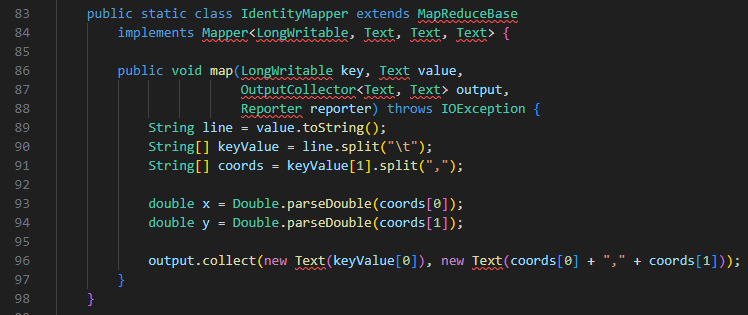 83 public static class IdentityMapper extends MapReduceBase
84 implements Mapper<LongWritable, Text, Text, Text> {
85
86 public void map(LongWritable key, Text value,
87 OutputCollector<Text, Text> output,
88 Reporter reporter) throws IOException {
89 String line = value.toString();
90 String[] keyValue = line.split("\t");
91 String[] coords = keyValue[1].split(",");
92
93 double x = Double.parseDouble(coords[0]);
94 double y = Double.parseDouble(coords[1]);
95
96 output.collect(new Text(keyValue[0]), new Text(coords[0] + "," + coords[1]));
97 }
98 }